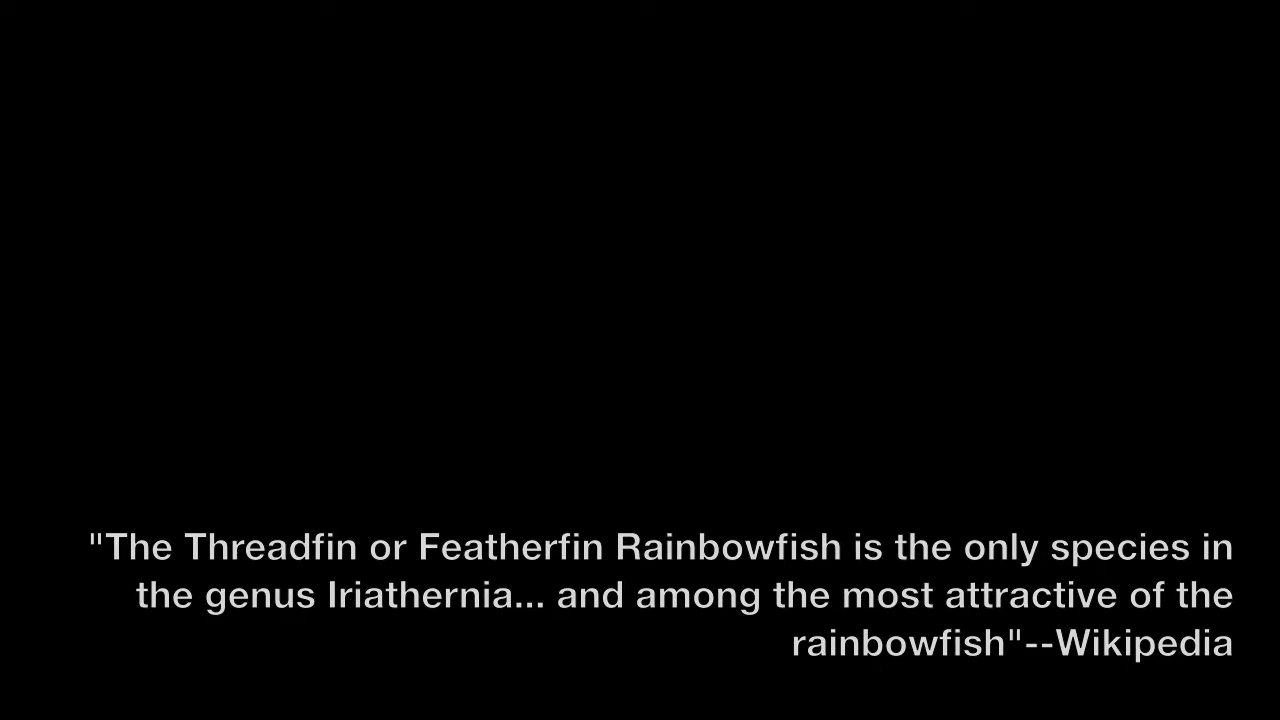 "The Threadfin or Featherfin Rainbowfish is the only species in
the genus Iriathernia... and among the most attractive of the
rainbowfish"--Wikipedia